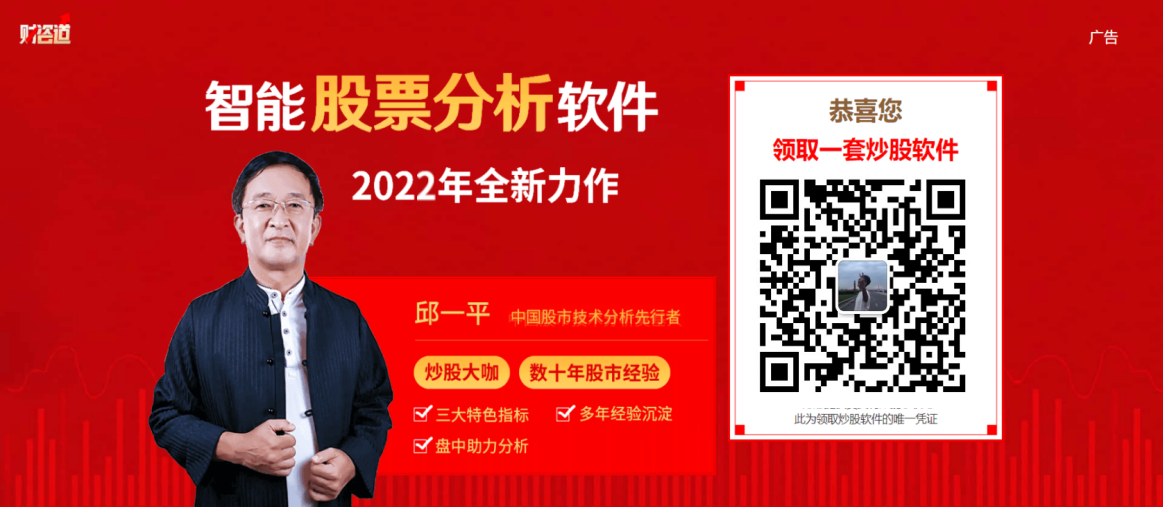 财咨道
广告
智能股票分析软件
2022年全新力作
邱一平 中国股市技术分析先行者
炒股大咖 数十年股市经验
三大特色指标 多年经验沉淀
盘中助力分析
恭喜您
领取一套炒股软件
此为领取炒股软件的唯一凭证